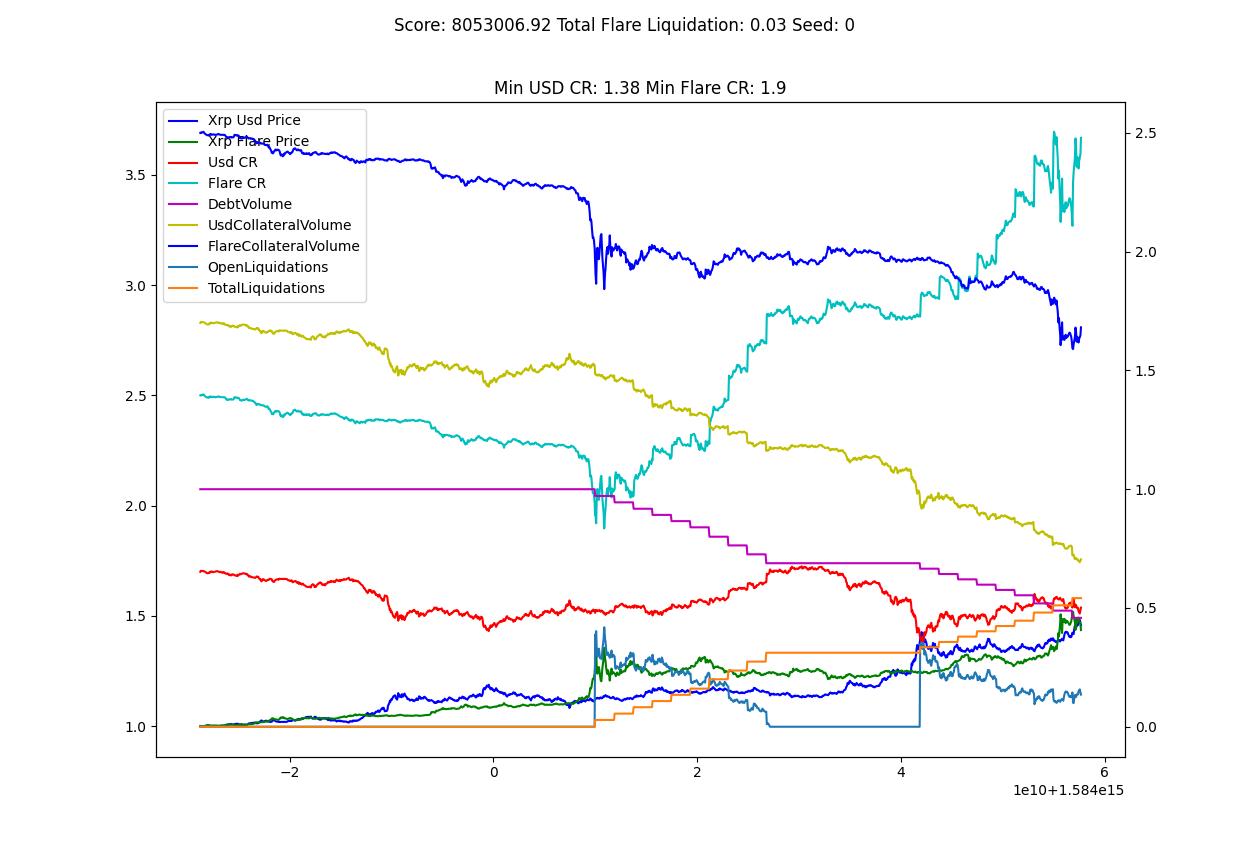 Score: 8053006.92 Total Flare Liquidation: 0.03 Seed: 0
Min USD CR: 1.38 Min Flare CR: 1.9
Xrp Usd Price
Xrp Flare Price
Usd CR
Flare CR
DebtVolume
UsdCollateralVolume
FlareCollateralVolume
OpenLiquidations
TotalLiquidations
3.5
3.0
2.5
2.0
1.5
1.0
2.5
2.0
1.5
1.0
0.5
0.0
−2
0
2
4
6
1e10+1.584e15